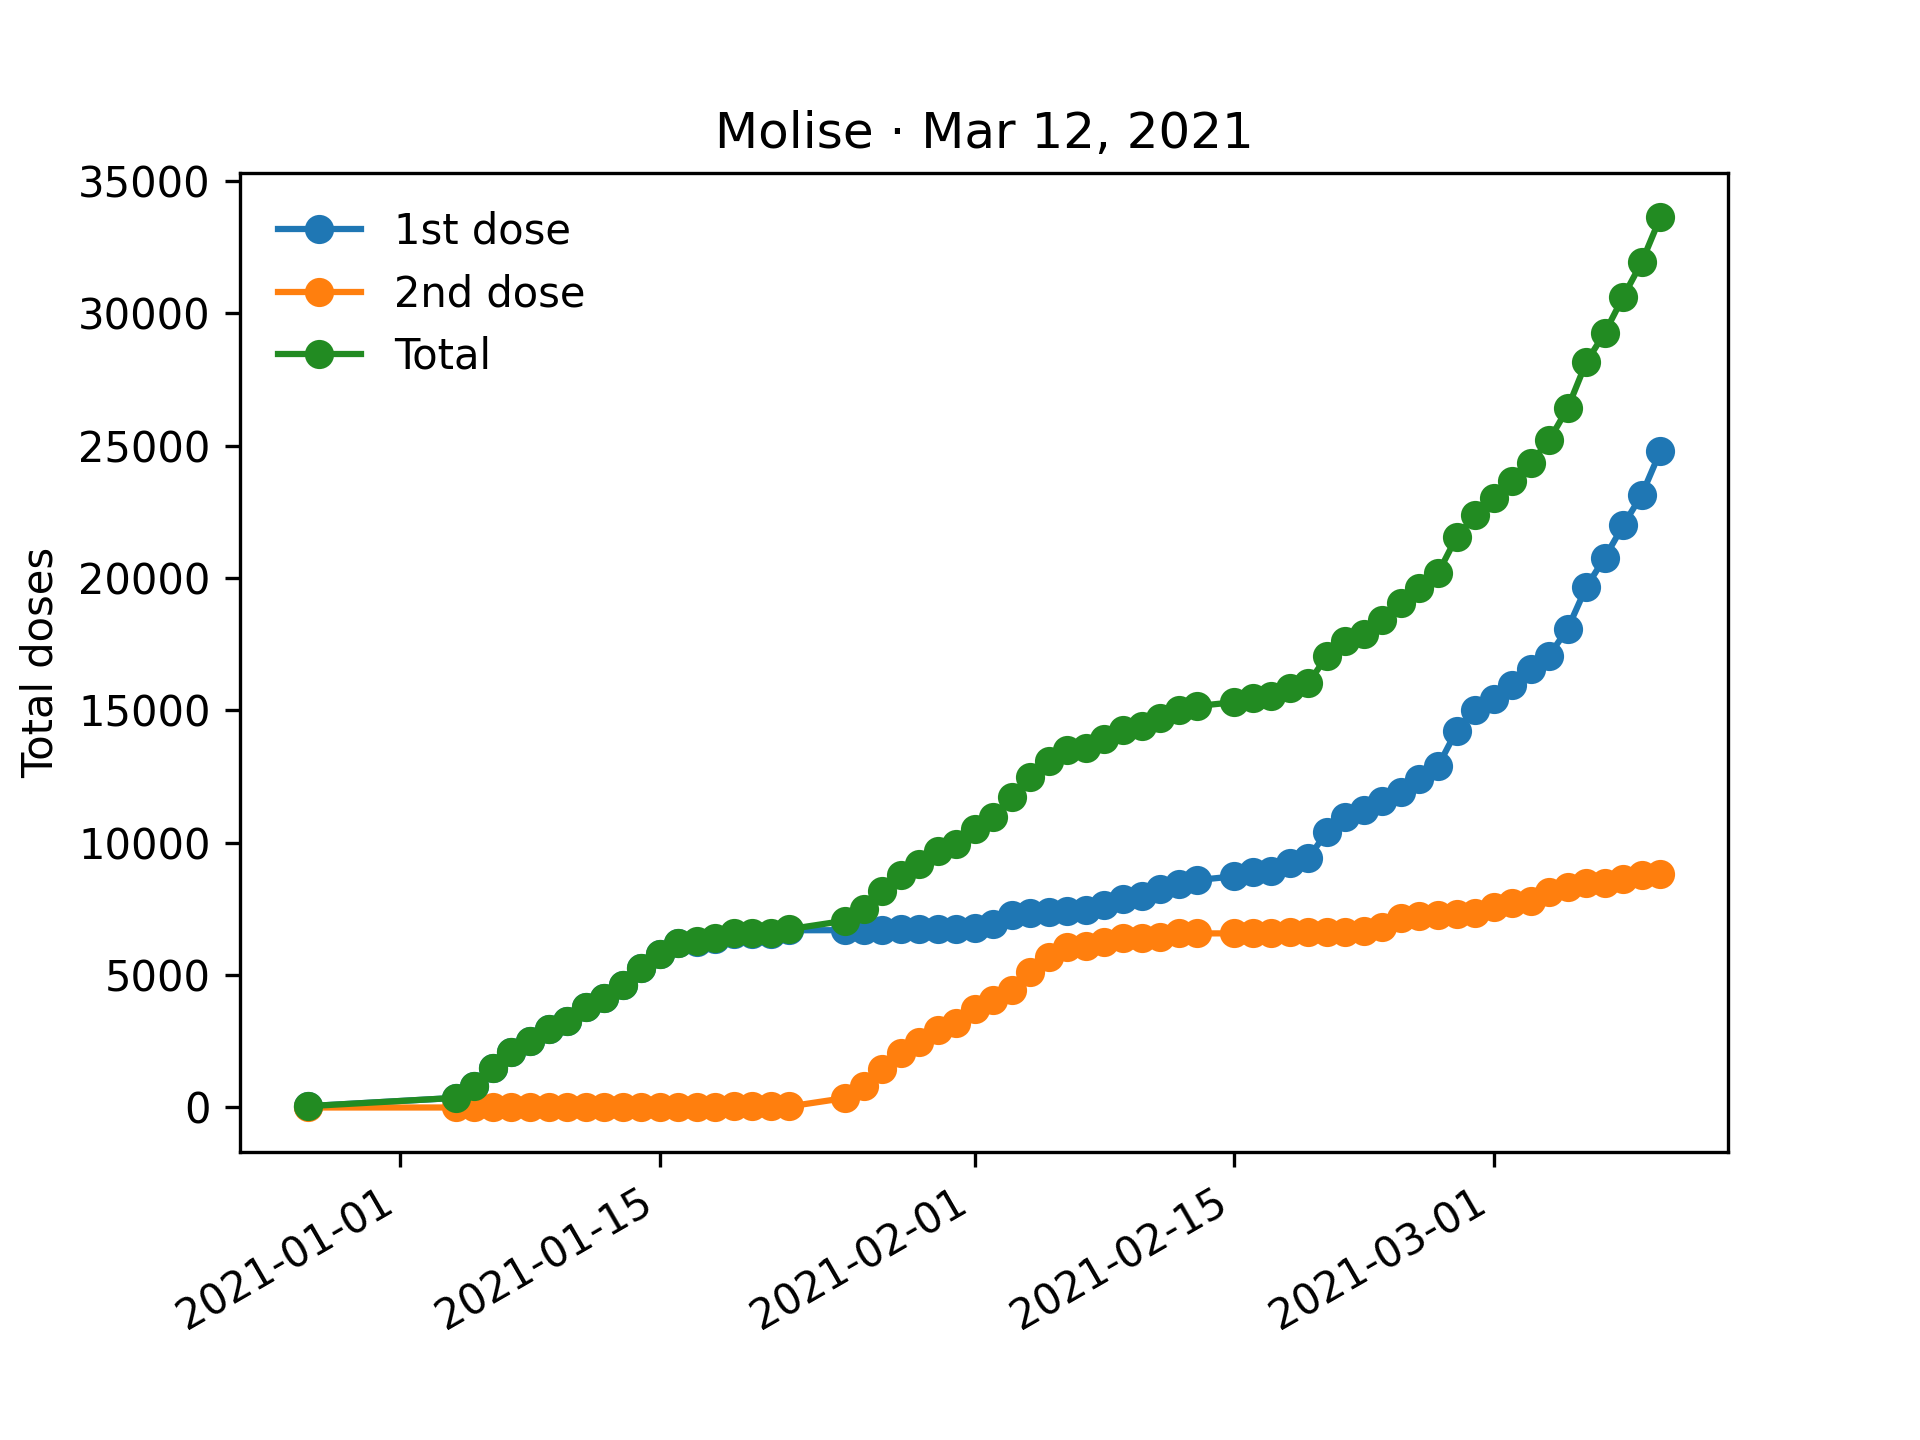 Molise · Mar 12, 2021
35000
30000
25000
20000
15000
10000
5000
0
Total doses
1st dose
2nd dose
Total
2021-01-01
2021-01-15
2021-02-01
2021-02-15
2021-03-01